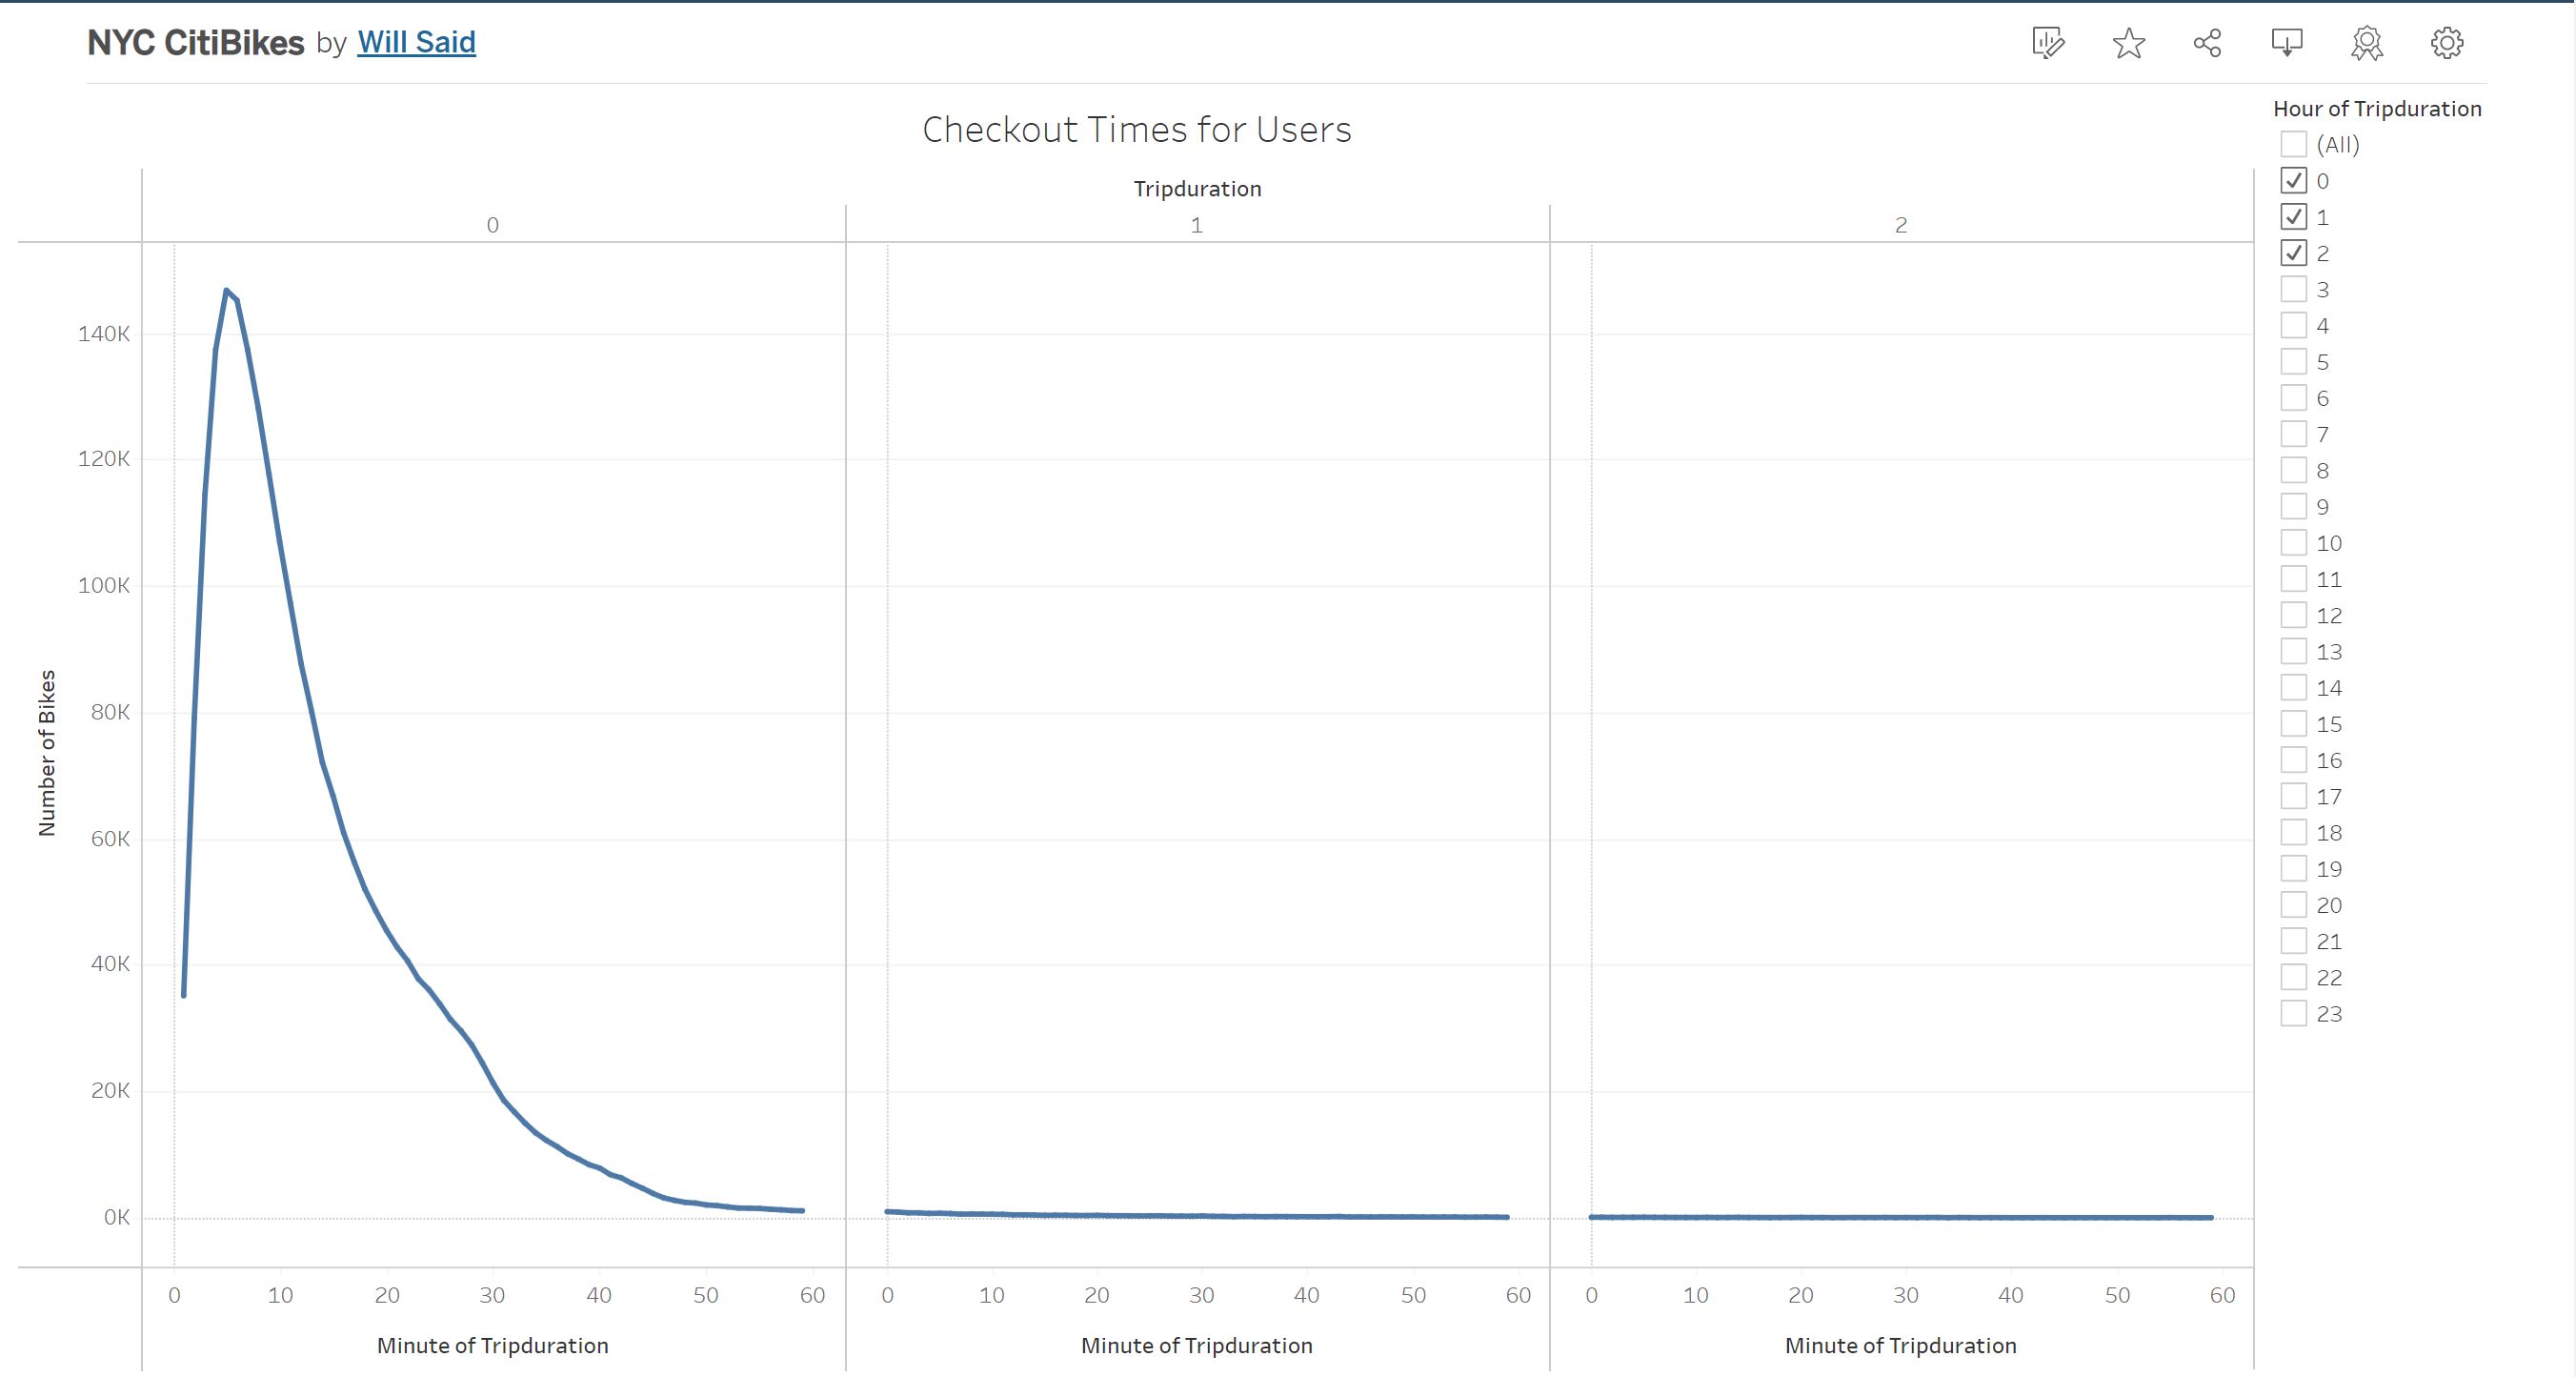 NYC CitiBikes by Will Said
Checkout Times for Users
Tripduration
0 1 2
140K
120K
100K
80K
60K
40K
20K
0K
Number of Bikes
0 10 20 30 40 50 60 0 10 20 30 40 50 60 0 10 20 30 40 50 60
Minute of Tripduration Minute of Tripduration Minute of Tripduration
Hour of Tripduration
(All)
0
1
2
3
4
5
6
7
8
9
10
11
12
13
14
15
16
17
18
19
20
21
22
23